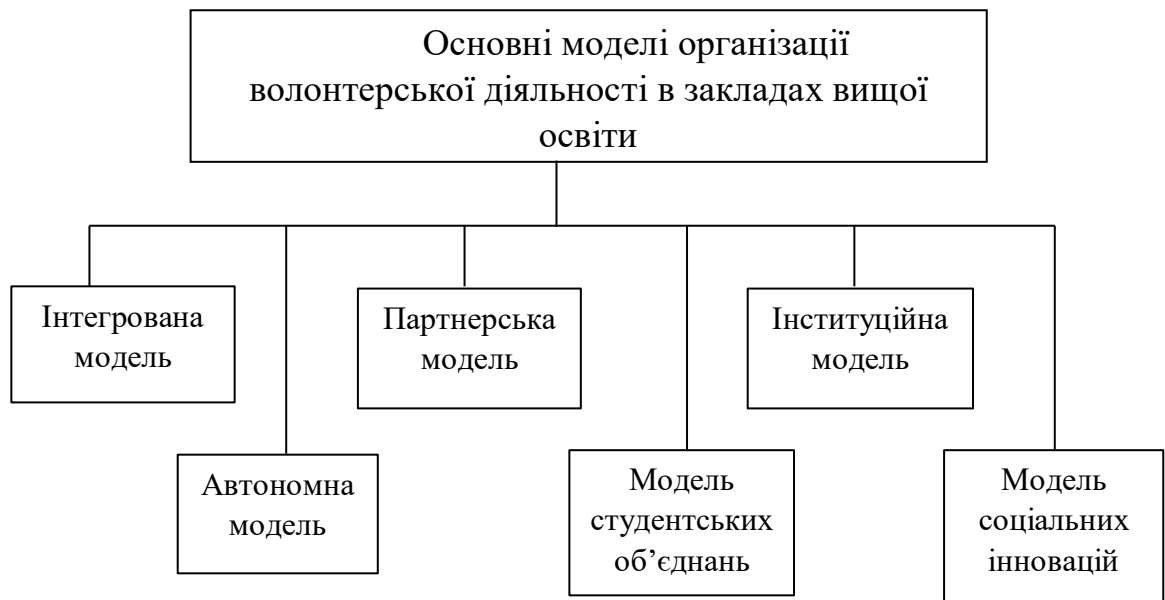 Основні моделі організації
волонтерської діяльності в закладах вищої
освіти
Інтегрована
модель
Партнерська
модель
Інституційна
модель
Автономна
модель
Модель
студентських
об’єднань
Модель
соціальних
інновацій